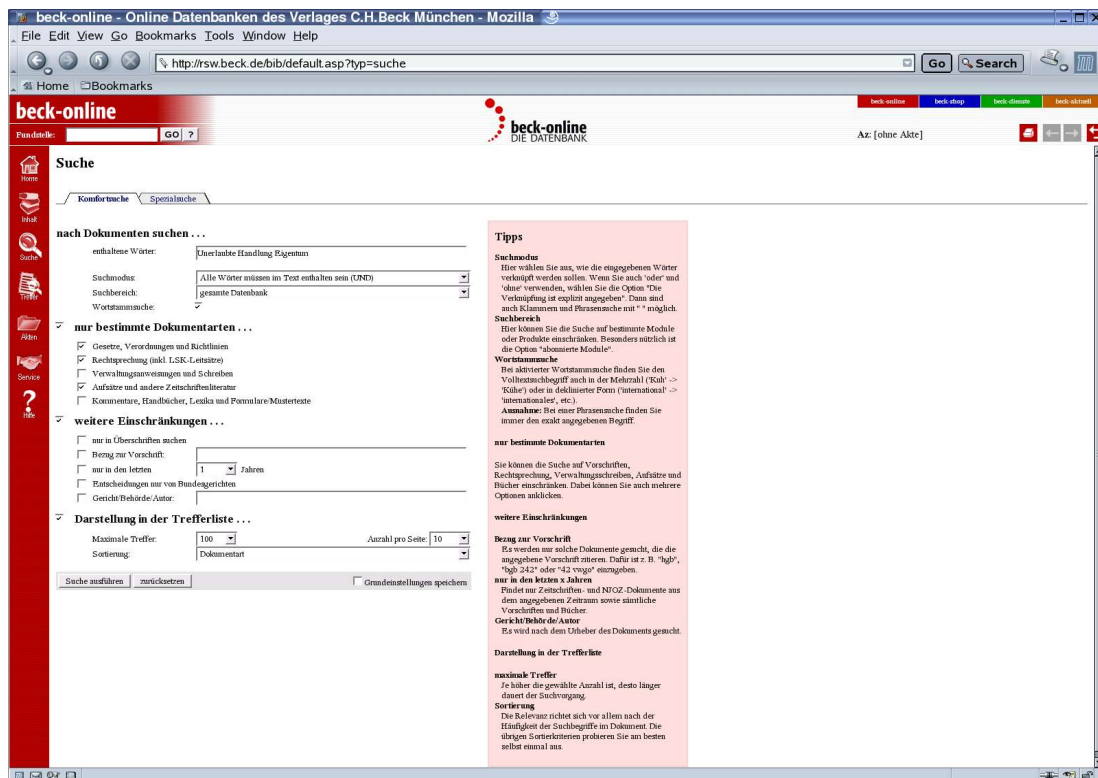 beck-online - Online Datenbanken des Verlages C.H.Beck München - Mozilla
File Edit View Go Bookmarks Tools Window Help
http://rsw.beck.de/bib/default.asp?typ=suche Go Search
Home Bookmarks
beck-online
beck-online DIE DATENBANK
beck-online beck-shop beck-dienste beck-aktuell
Fundstelle: GO ?
Az: [ohne Akte]
Home
Inhalt
Suche
Treffer
Akten
Service
Hilfe
Suche
Komfortsuche Spezialsuche
nach Dokumenten suchen . . .
enthaltene Wörter: Unerlaubte Handlung Eigentum
Suchmodus: Alle Wörter müssen im Text enthalten sein (UND)
Suchbereich: gesamte Datenbank
Wortstammsuche:
nur bestimmte Dokumentarten . . .
Gesetze, Verordnungen und Richtlinien
Rechtsprechung (inkl. LSK-Leitsätze)
Verwaltungsanweisungen und Schreiben
Aufsätze und andere Zeitschriftenliteratur
Kommentare, Handbücher, Lexika und Formulare/Mustertexte
weitere Einschränkungen . . .
nur in Überschriften suchen
Bezug zur Vorschrift:
nur in den letzten 1 Jahren
Entscheidungen nur von Bundesgerichten
Gericht/Behörde/Autor:
Darstellung in der Trefferliste . . .
Maximale Treffer: 100 Anzahl pro Seite: 10
Sortierung: Dokumentart
Suche ausführen zurücksetzen Grundeinstellungen speichern
Tipps
Suchmodus
Hier wählen Sie aus, wie die eingegebenen Wörter
verknüpft werden sollen. Wenn Sie auch 'oder' und
'ohne' verwenden, wählen Sie die Option "Die
Verknüpfung ist explizit angegeben". Dann sind
auch Klammern und Phrasensuche mit " " möglich.
Suchbereich
Hier können Sie die Suche auf bestimmte Module
oder Produkte einschränken. Besonders nützlich ist
die Option "abonnierte Module".
Wortstammsuche
Bei aktivierter Wortstammsuche finden Sie den
Volltextsuchbegriff auch in der Mehrzahl ('Kuh' ->
'Kühe') oder in deklinierter Form ('international' ->
'internationales', etc.).
Ausnahme: Bei einer Phrasensuche finden Sie
immer den exakt angegebenen Begriff.
nur bestimmte Dokumentarten
Sie können die Suche auf Vorschriften,
Rechtsprechung, Verwaltungsschreiben, Aufsätze und
Bücher einschränken. Dabei können Sie auch mehrere
Optionen anklicken.
weitere Einschränkungen
Bezug zur Vorschrift
Es werden nur solche Dokumente gesucht, die die
angegebene Vorschrift zitieren. Dafür ist z. B. "hgb",
"bgb 242" oder "42 vwgo" einzugeben.
nur in den letzten x Jahren
Findet nur Zeitschriften- und NJOZ-Dokumente aus
dem angegebenen Zeitraum sowie sämtliche
Vorschriften und Bücher.
Gericht/Behörde/Autor
Es wird nach dem Urheber des Dokuments gesucht.
Darstellung in der Trefferliste
maximale Treffer
Je höher die gewählte Anzahl ist, desto länger
dauert der Suchvorgang.
Sortierung
Die Relevanz richtet sich vor allem nach der
Häufigkeit der Suchbegriffe im Dokument. Die
übrigen Sortierkriterien probieren Sie am besten
selbst einmal aus.